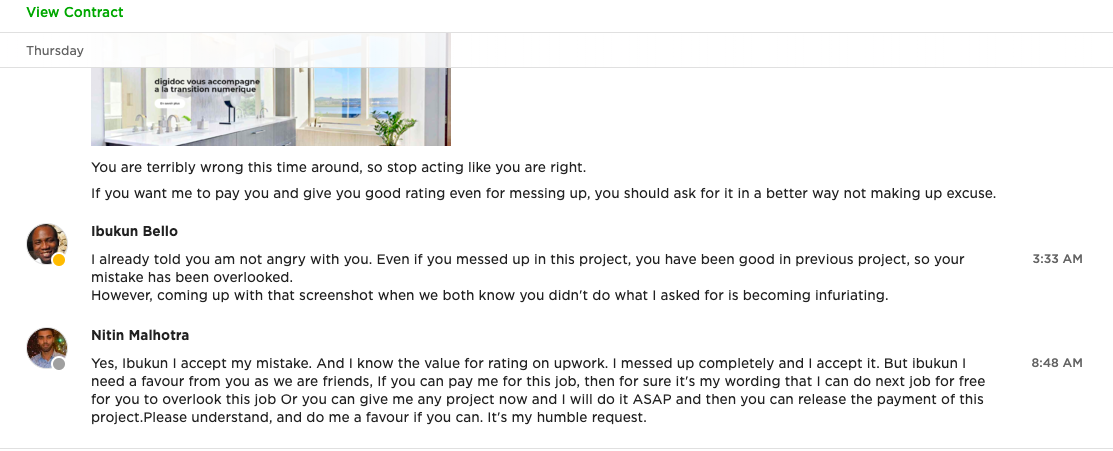 View Contract
Thursday
digidoc vous accompagne
a la transition numerique
En savoir plus
You are terribly wrong this time around, so stop acting like you are right.
If you want me to pay you and give you good rating even for messing up, you should ask for it in a better way not making up excuse.
Ibukun Bello
I already told you am not angry with you. Even if you messed up in this project, you have been good in previous project, so your
3:33 AM
mistake has been overlooked.
However, coming up with that screenshot when we both know you didn't do what I asked for is becoming infuriating.
Nitin Malhotra
Yes, Ibukun I accept my mistake. And I know the value for rating on upwork. I messed up completely and I accept it. But ibukun I
8:48 AM
need a favour from you as we are friends, If you can pay me for this job, then for sure it's my wording that I can do next job for free
for you to overlook this job Or you can give me any project now and I will do it ASAP and then you can release the payment of this
project.Please understand, and do me a favour if you can. It's my humble request.